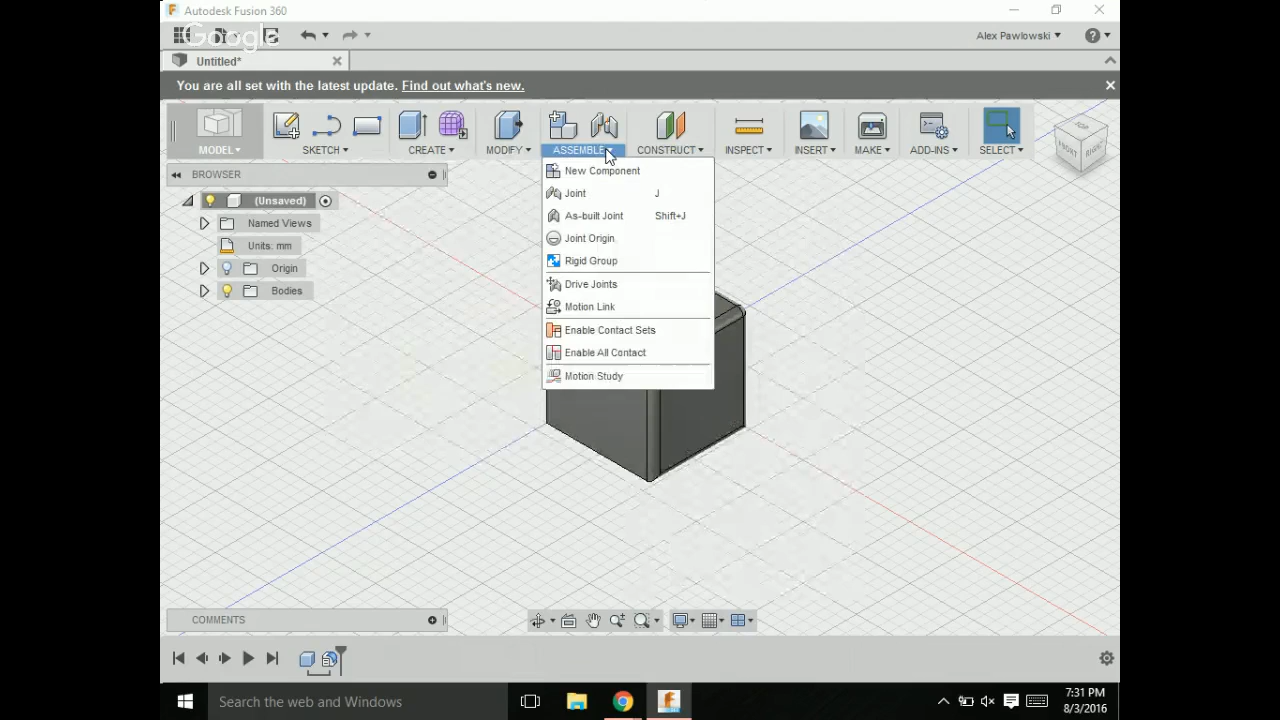 Autodesk Fusion 360
Google
Alex Pawlowski
Untitled*
You are all set with the latest update. Find out what's new.
MODEL
SKETCH
CREATE
MODIFY
ASSEMBLE
CONSTRUCT
INSPECT
INSERT
MAKE
ADD-INS
SELECT
TOP
FRONT
RIGHT
BROWSER
(Unsaved)
Named Views
Units: mm
Origin
Bodies
New Component
Joint J
As-built Joint Shift+J
Joint Origin
Rigid Group
Drive Joints
Motion Link
Enable Contact Sets
Enable All Contact
Motion Study
COMMENTS
Search the web and Windows
7:31 PM
8/3/2016